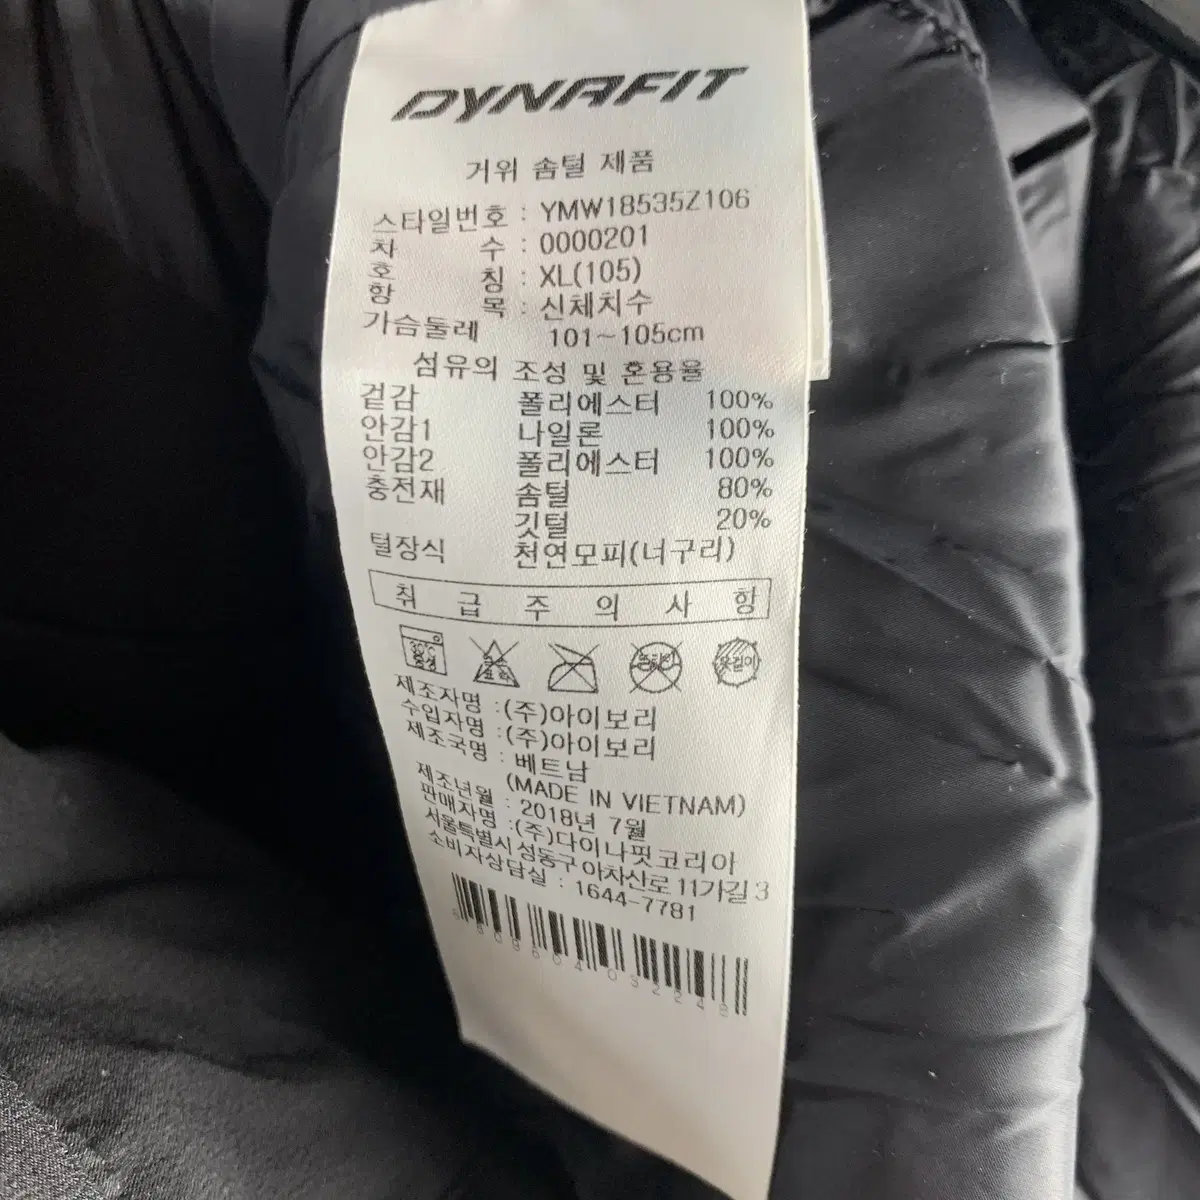 DYNAFIT
거위 솜털 제품
스타일번호 : YMW18535Z106
차 수 : 0000201
호 칭 : XL(105)
항 목 : 신체치수
가슴둘레 101~105cm
섬유의 조성 및 혼용율
겉감 폴리에스터 100%
안감1 나일론 100%
안감2 폴리에스터 100%
충전재 솜털 80%
깃털 20%
털장식 천연모피(너구리)
취 급 주 의 사 항
옷걸이
제조자명 : (주)아이보리
수입자명 : (주)아이보리
제조국명 : 베트남
(MADE IN VIETNAM)
제조년월 : 2018년 7월
판매자명 : (주)다이나핏코리아
서울특별시 성동구 아차산로 11가길 3
소비자상담실 : 1644-7781